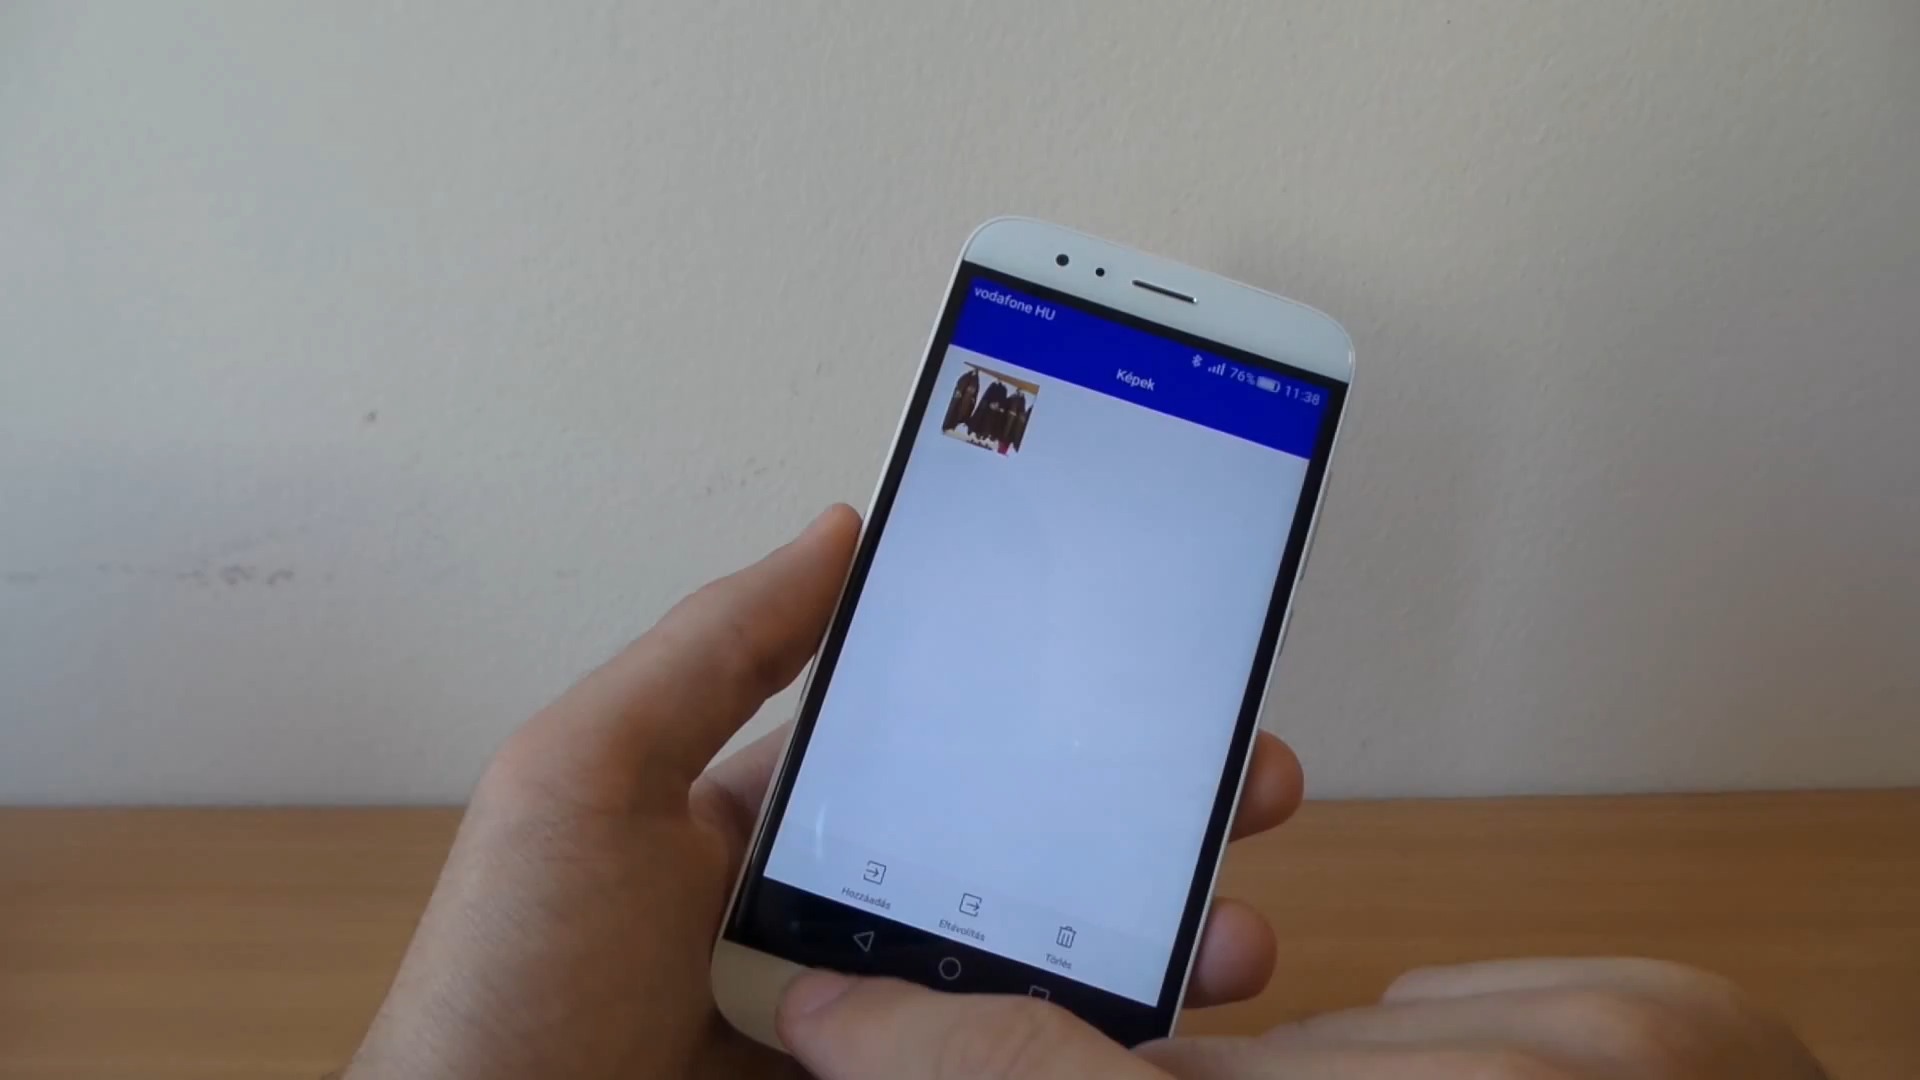 vodafone HU
76% 11:38
Képek
Hozzáadás
Eltávolítás
Törlés